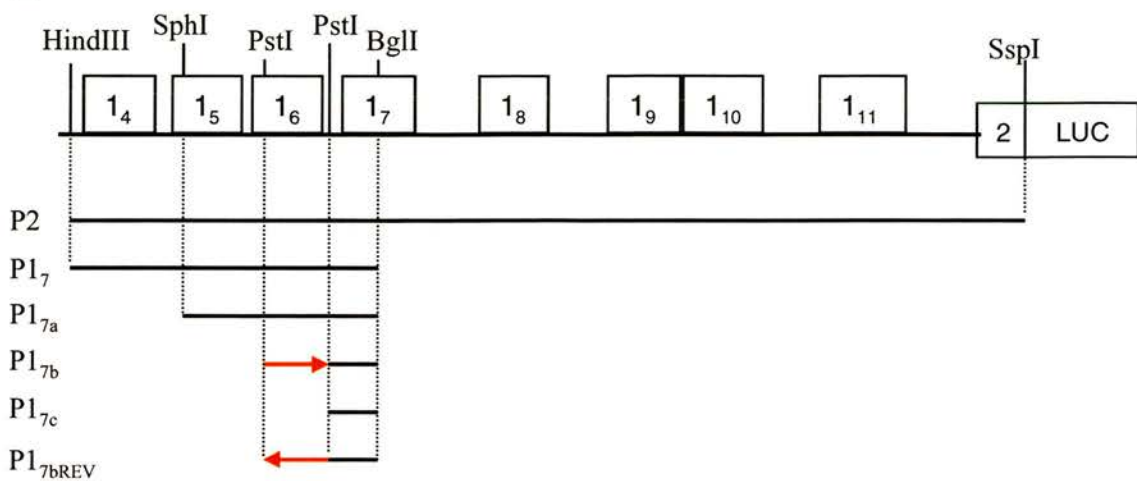 HindIII SphI PstI PstI BglI SspI
1₄ 1₅ 1₆ 1₇ 1₈ 1₉ 1₁₀ 1₁₁ 2 LUC
P2
P1₇
P1₇ₐ
P1₇b
P1₇c
P1₇bREV